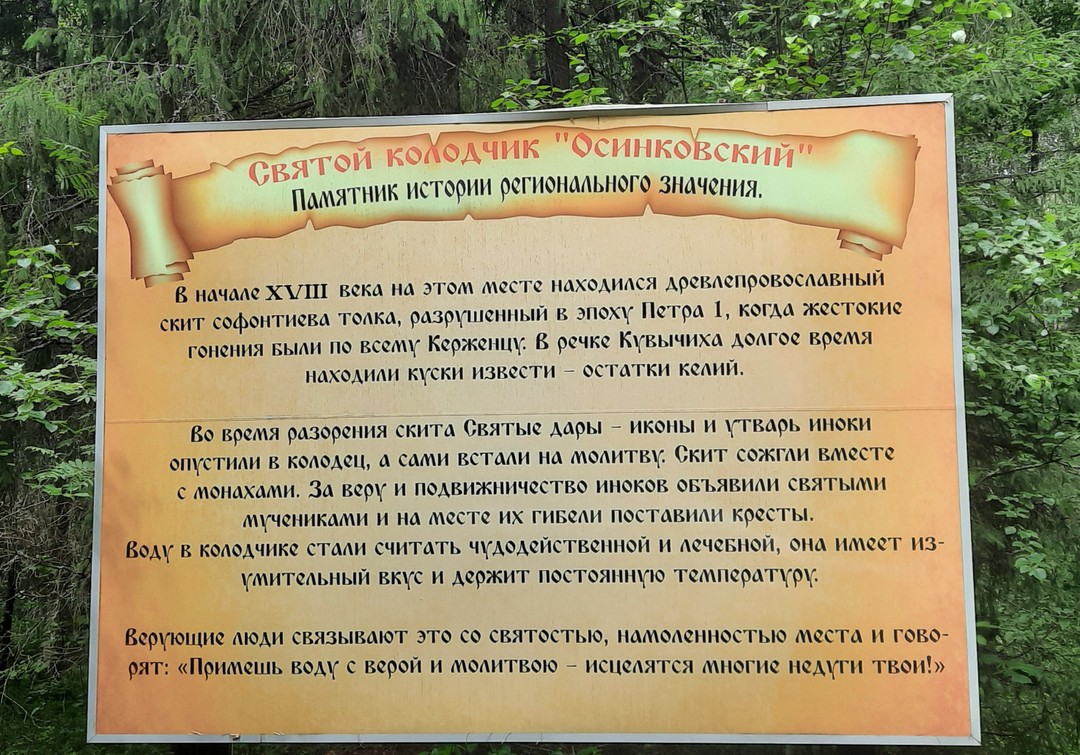 Святой колодчик "Осинковский"
Памятник истории регионального значения.
В начале XVIII века на этом месте находился древлеправославный
скит софонтиева толка, разрушенный в эпоху Петра 1, когда жестокие
гонения были по всему Керженцу. В речке Кувычиха долгое время
находили куски извести – остатки келий.
Во время разорения скита Святые дары – иконы и утварь иноки
опустили в колодец, а сами встали на молитву. Скит сожгли вместе
с монахами. За веру и подвижничество иноков объявили святыми
мучениками и на месте их гибели поставили кресты.
Воду в колодчике стали считать чудодейственной и лечебной, она имеет из-
умительный вкус и держит постоянную температуру.
Верующие люди связывают это со святостью, намоленностью места и гово-
рят: «Примешь воду с верой и молитвою – исцелятся многие недуги твои!»